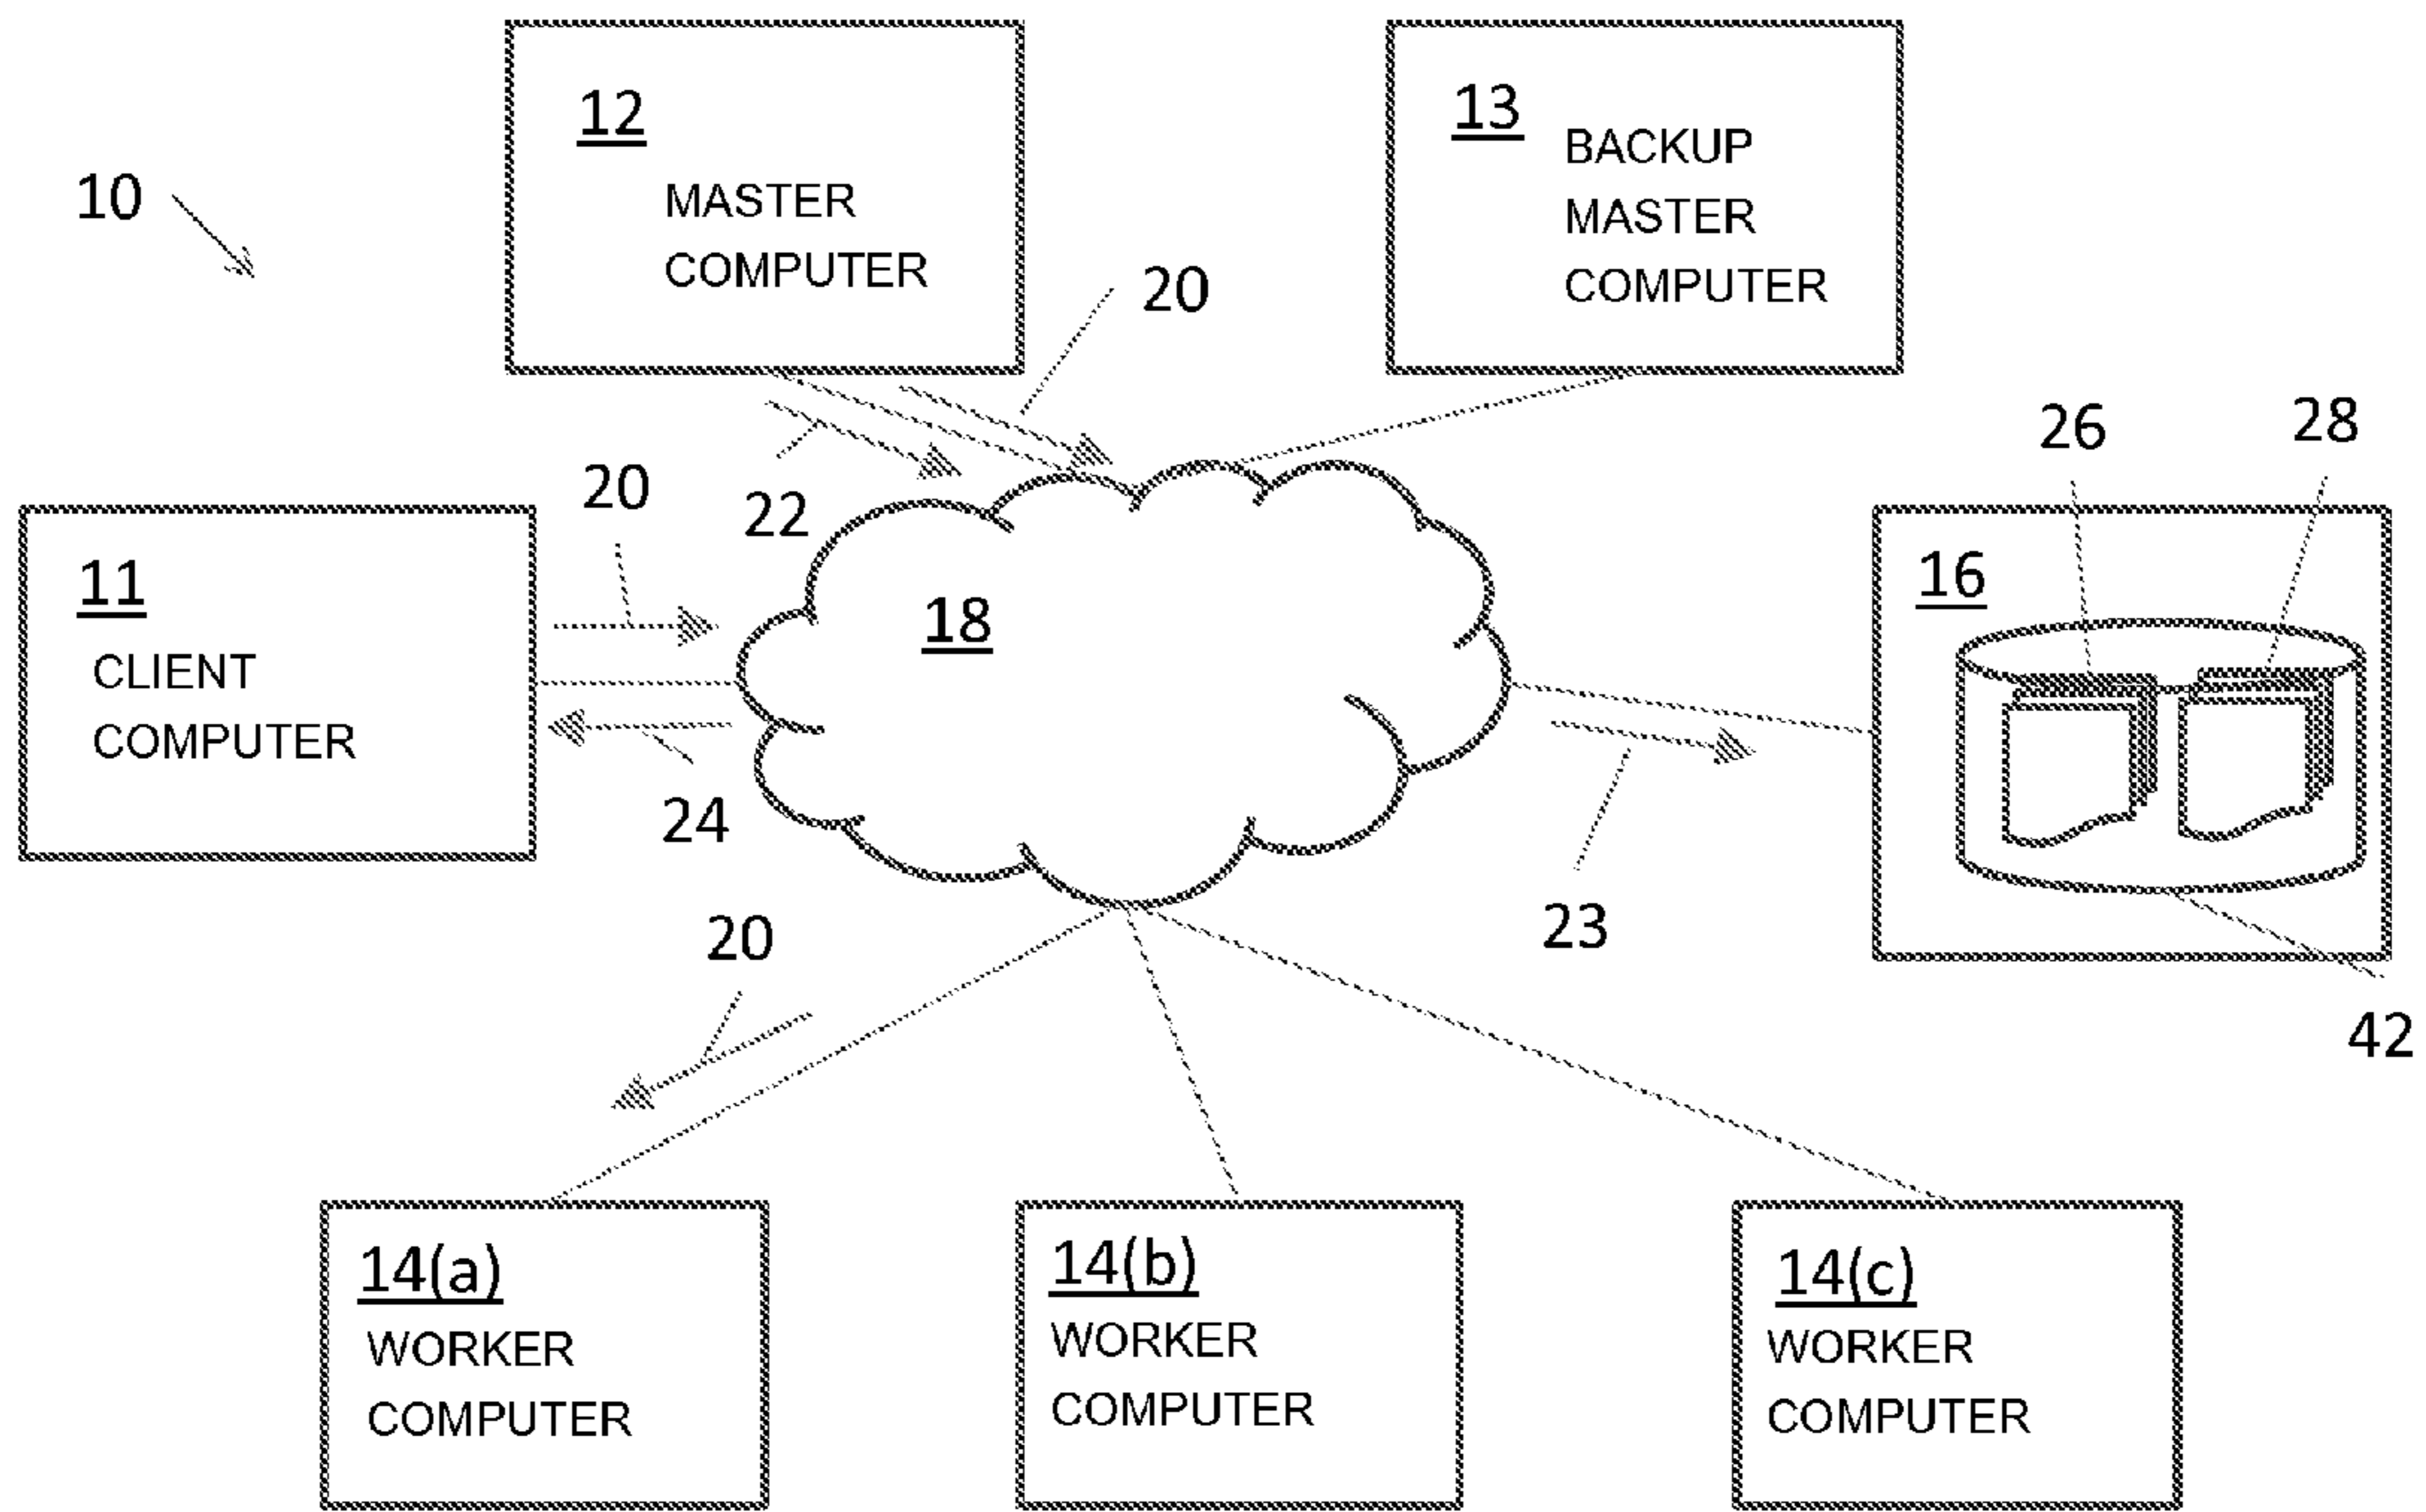 10
12
MASTER
COMPUTER
13
BACKUP
MASTER
COMPUTER
20
26
28
20
22
11
CLIENT
COMPUTER
18
16
24
23
20
42
14(a)
WORKER
COMPUTER
14(b)
WORKER
COMPUTER
14(c)
WORKER
COMPUTER